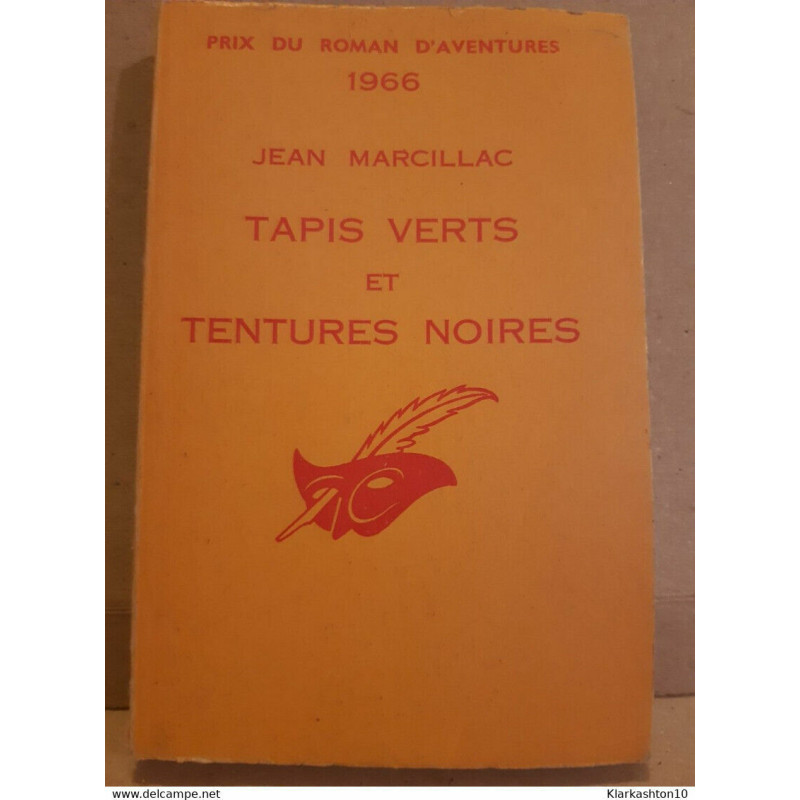 PRIX DU ROMAN D'AVENTURES
1966
JEAN MARCILLAC
TAPIS VERTS
ET
TENTURES NOIRES
www.delcampe.net
Klarkashton10